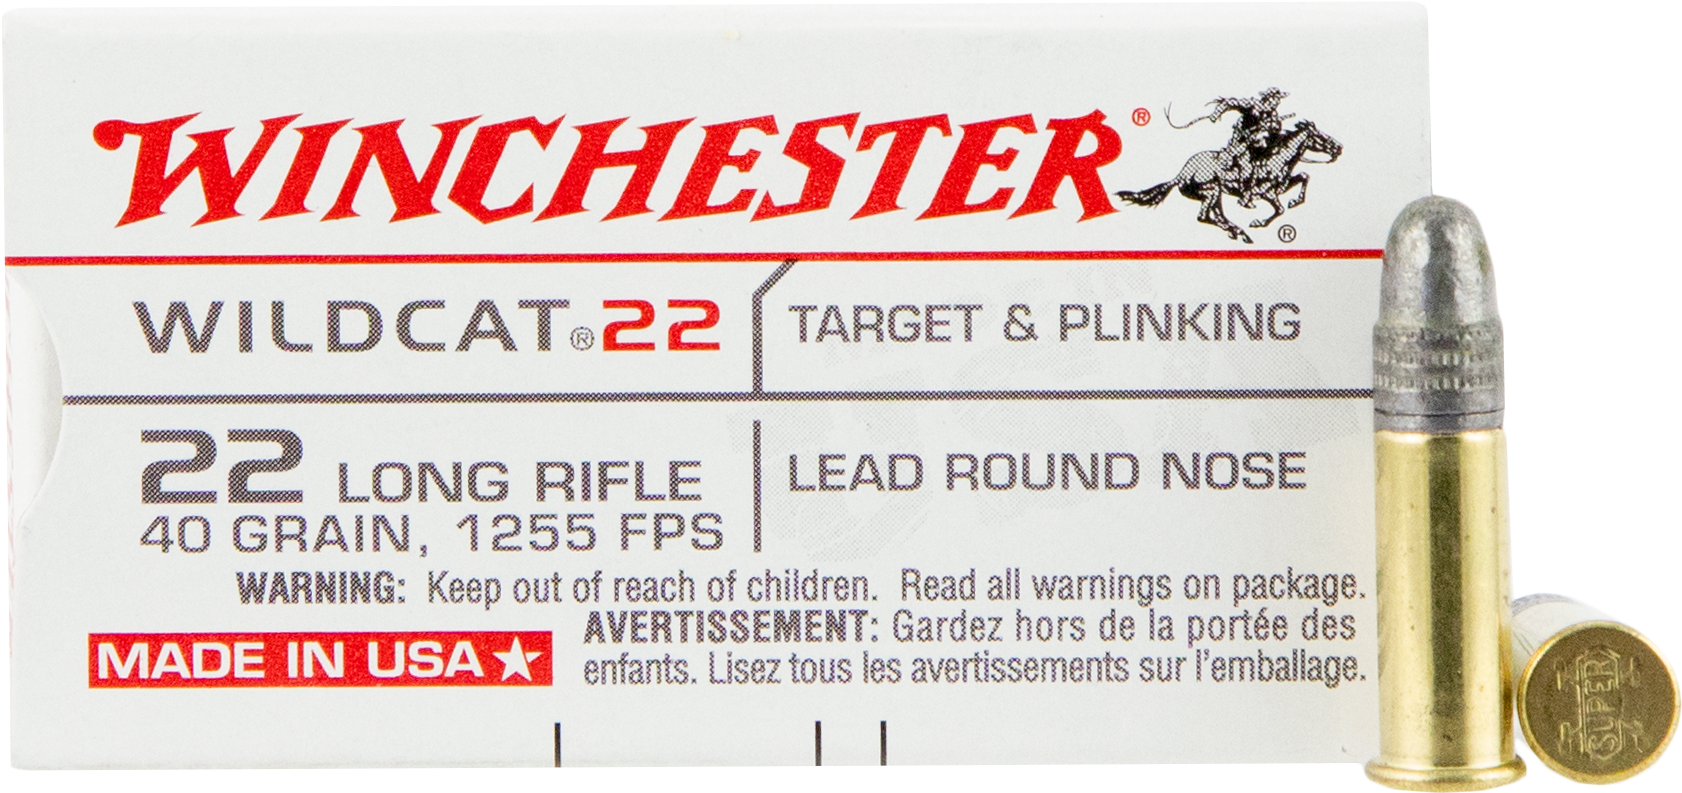 WINCHESTER®
®
WILDCAT®22
TARGET & PLINKING
22 LONG RIFLE
40 GRAIN, 1255 FPS
LEAD ROUND NOSE
WARNING: Keep out of reach of children. Read all warnings on package.
AVERTISSEMENT: Gardez hors de la portée des
enfants. Lisez tous les avertissements sur l'emballage.
MADE IN USA
SUPER